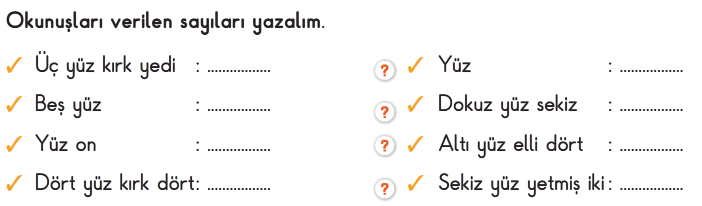 Okunuşları verilen sayıları yazalım.
✓ Üç yüz kırk yedi : .................
✓ Beş yüz : .................
✓ Yüz on : .................
✓ Dört yüz kırk dört: .................
? ✓ Yüz : .................
? ✓ Dokuz yüz sekiz : .................
? ✓ Altı yüz elli dört : .................
? ✓ Sekiz yüz yetmiş iki : .................